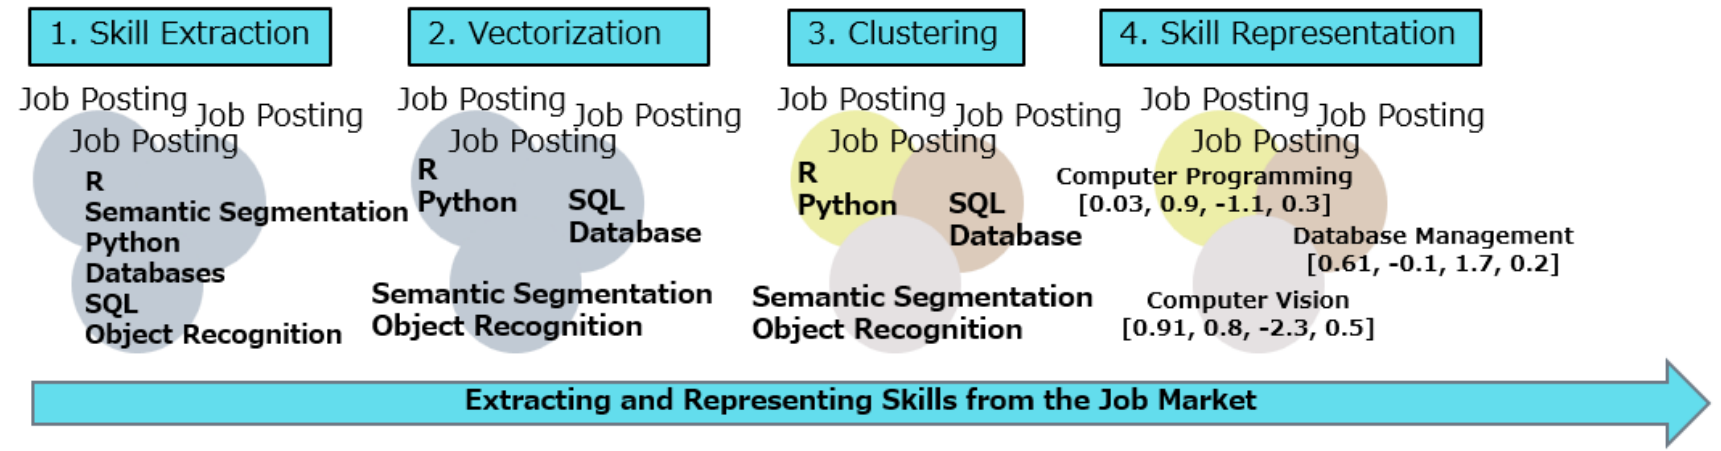 1. Skill Extraction
Job Posting
Job Posting
Job Posting
R
Semantic Segmentation
Python
Databases
SQL
Object Recognition
2. Vectorization
Job Posting
Job Posting
Job Posting
R
Python
SQL
Database
Semantic Segmentation
Object Recognition
3. Clustering
Job Posting
Job Posting
Job Posting
R
Python
SQL
Database
Semantic Segmentation
Object Recognition
4. Skill Representation
Job Posting
Job Posting
Job Posting
Computer Programming
[0.03, 0.9, -1.1, 0.3]
Database Management
[0.61, -0.1, 1.7, 0.2]
Computer Vision
[0.91, 0.8, -2.3, 0.5]
Extracting and Representing Skills from the Job Market